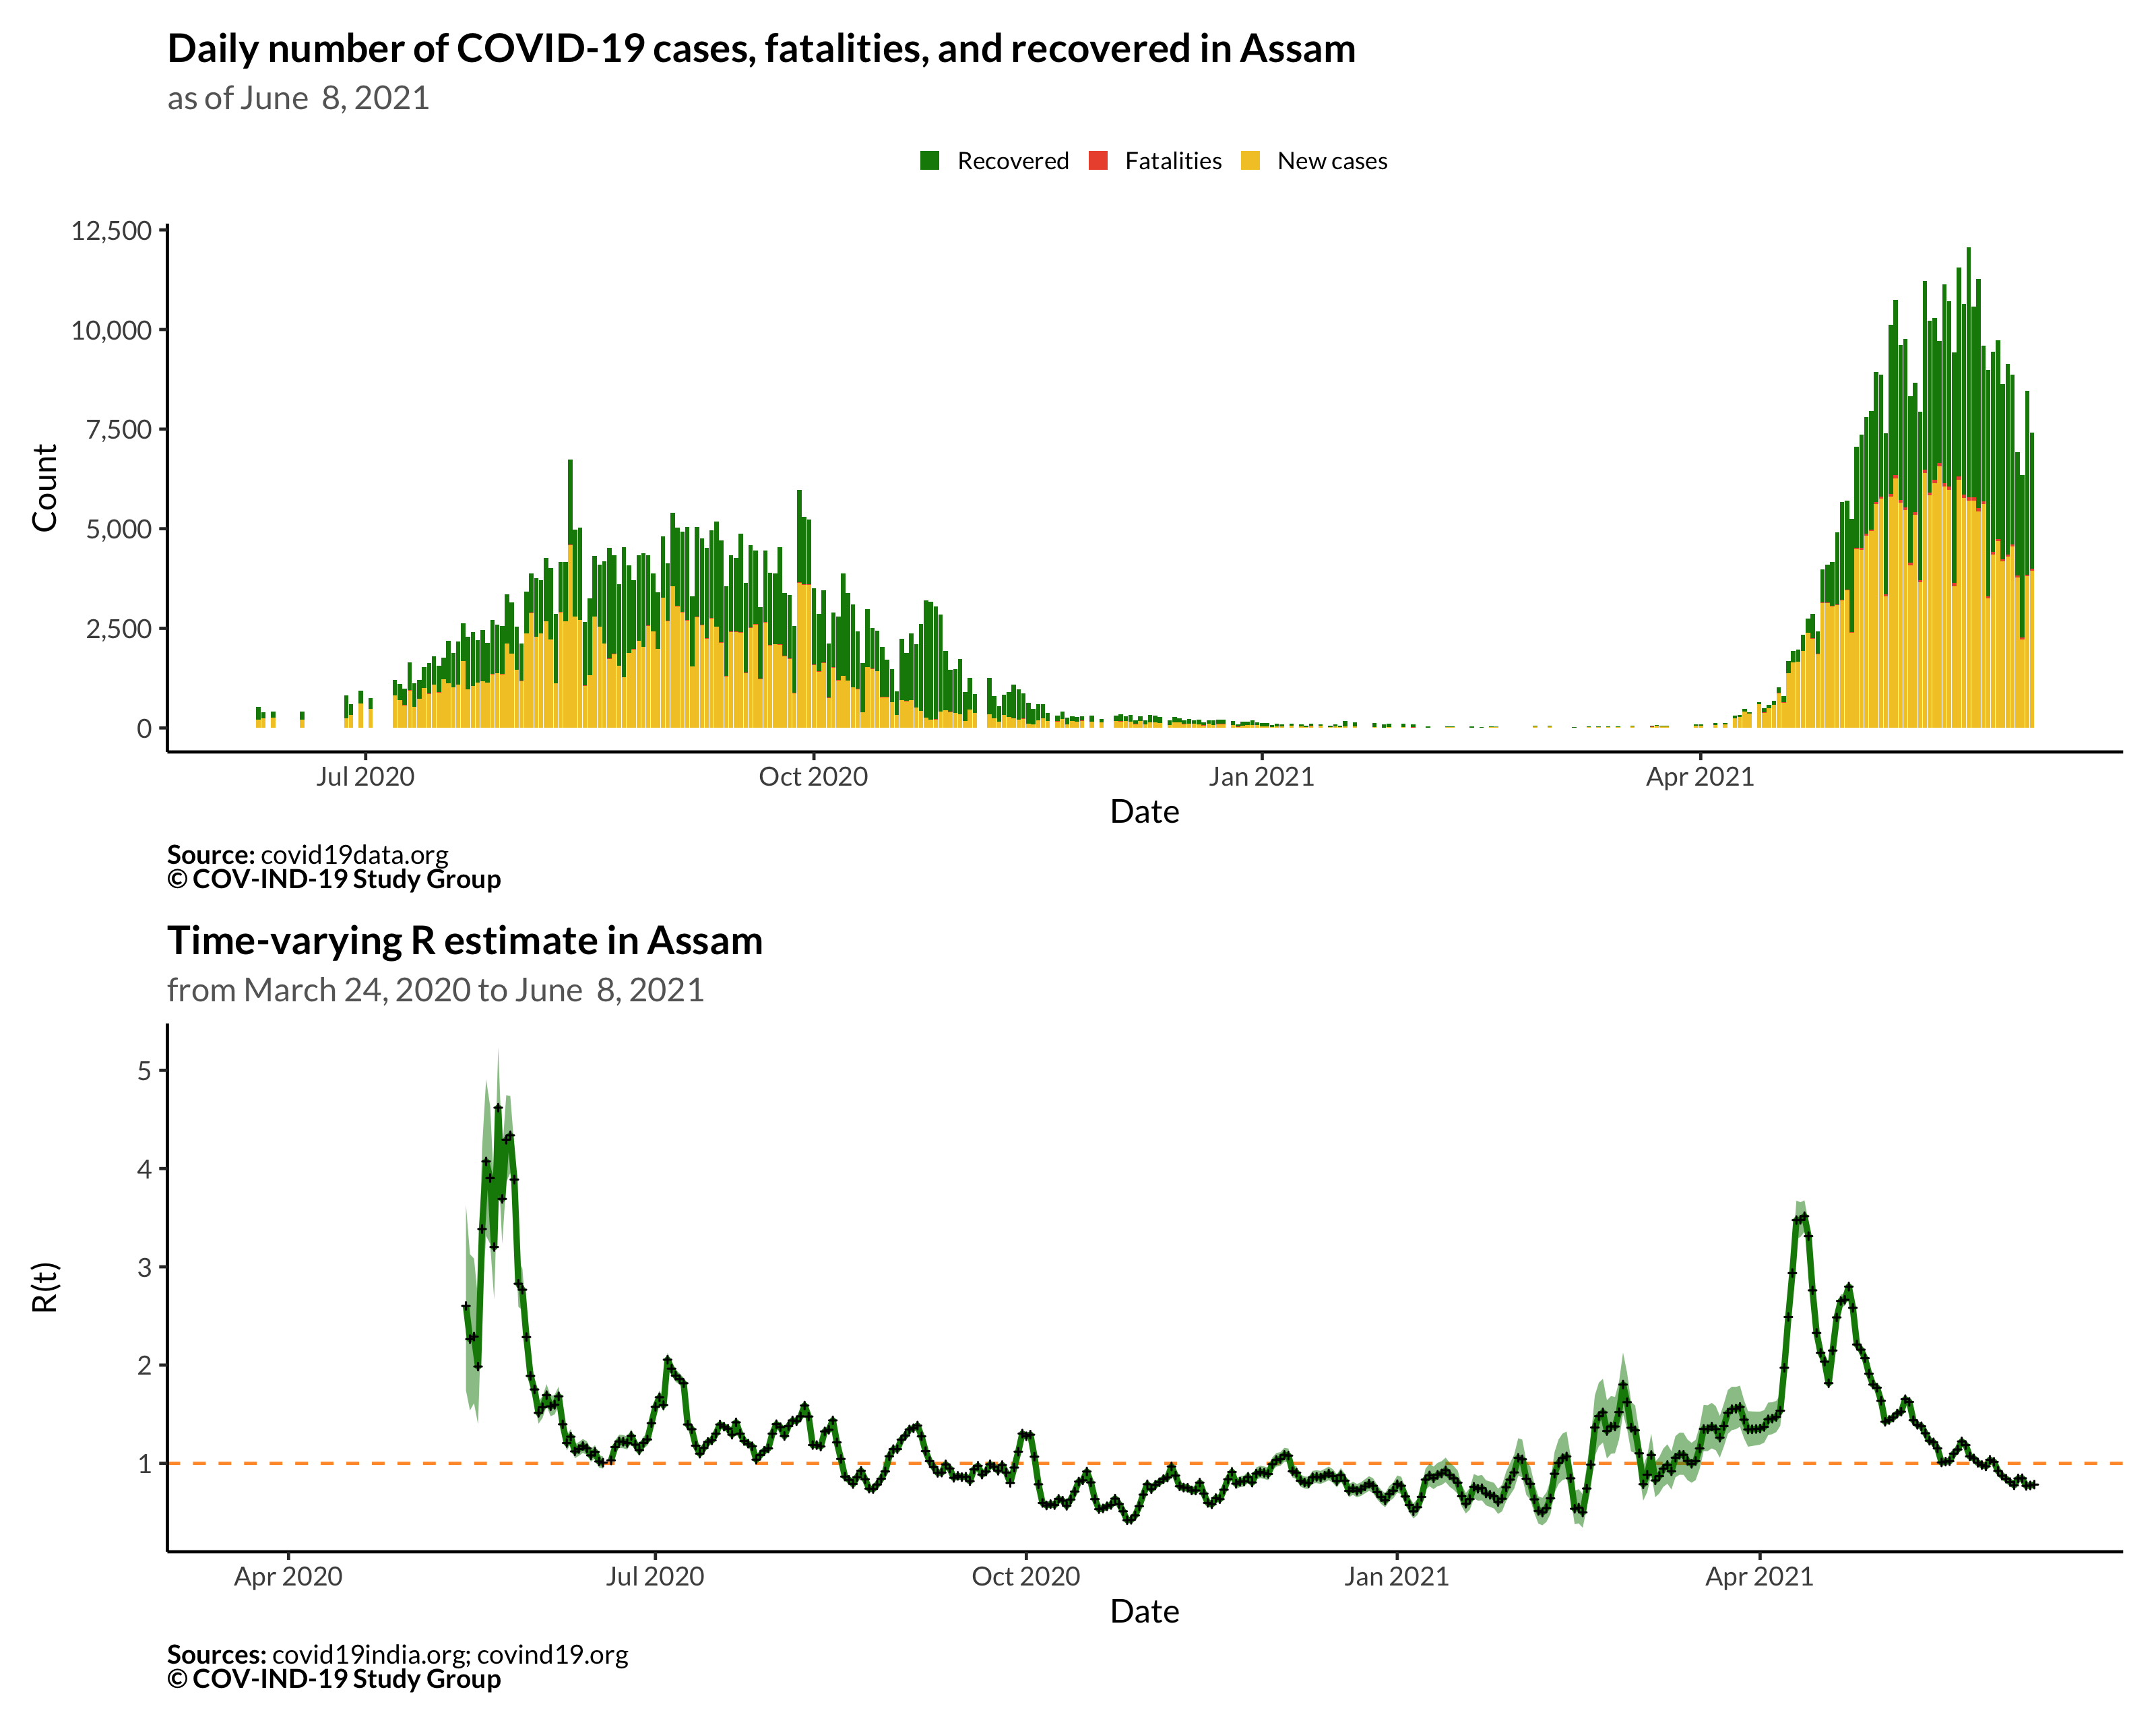 Daily number of COVID-19 cases, fatalities, and recovered in Assam
as of June  8, 2021
Recovered Fatalities New cases
12,500
10,000
7,500
5,000
2,500
0
Count
Jul 2020 Oct 2020 Jan 2021 Apr 2021
Date
Source: covid19data.org
© COV-IND-19 Study Group
Time-varying R estimate in Assam
from March 24, 2020 to June  8, 2021
5
4
3
2
1
R(t)
Apr 2020 Jul 2020 Oct 2020 Jan 2021 Apr 2021
Date
Sources: covid19india.org; covind19.org
© COV-IND-19 Study Group